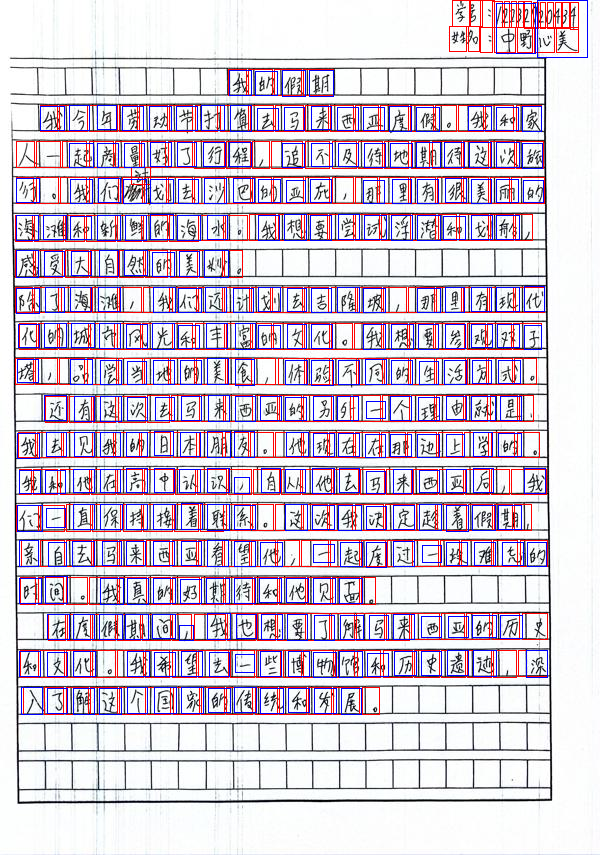 学号：
姓名：中野沁美
我的假期
我今年劳动节打算去马来西亚度假。我和家
人一起商量好了行程，迫不及待地期待这次旅
行。我们计划去沙巴的亚庇，那里有很美丽的
海滩和新鲜的海水。我想要尝试浮潜和划船，
感受大自然的美妙。
除了海滩，我们还计划去吉隆坡，那里有现代
化的城市风光和丰富的文化。我想要参观双子
塔，品尝当地的美食，体验不同的生活方式。
还有这次去马来西亚的另外一个理由就是，
我去见我的日本朋友。他现在在那边上学的。
我和他在高中认识，自从他去马来西亚后，我
们一直保持接着联系。这次我决定趁着假期，
亲自去马来西亚看望他，一起度过一段难忘的
时间。我真的好期待和他见面。
在度假期间，我也想要了解马来西亚的历史
和文化。我希望去一些博物馆和历史遗迹，深
入了解这个国家的传统和发展。